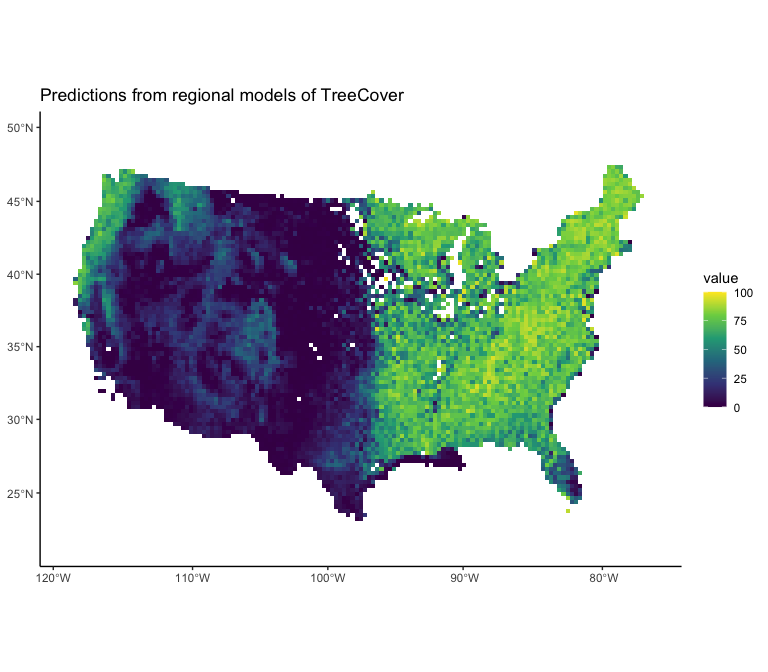 Predictions from regional models of TreeCover
50°N
45°N
40°N
35°N
30°N
25°N
120°W
110°W
100°W
90°W
80°W
value
100
75
50
25
0